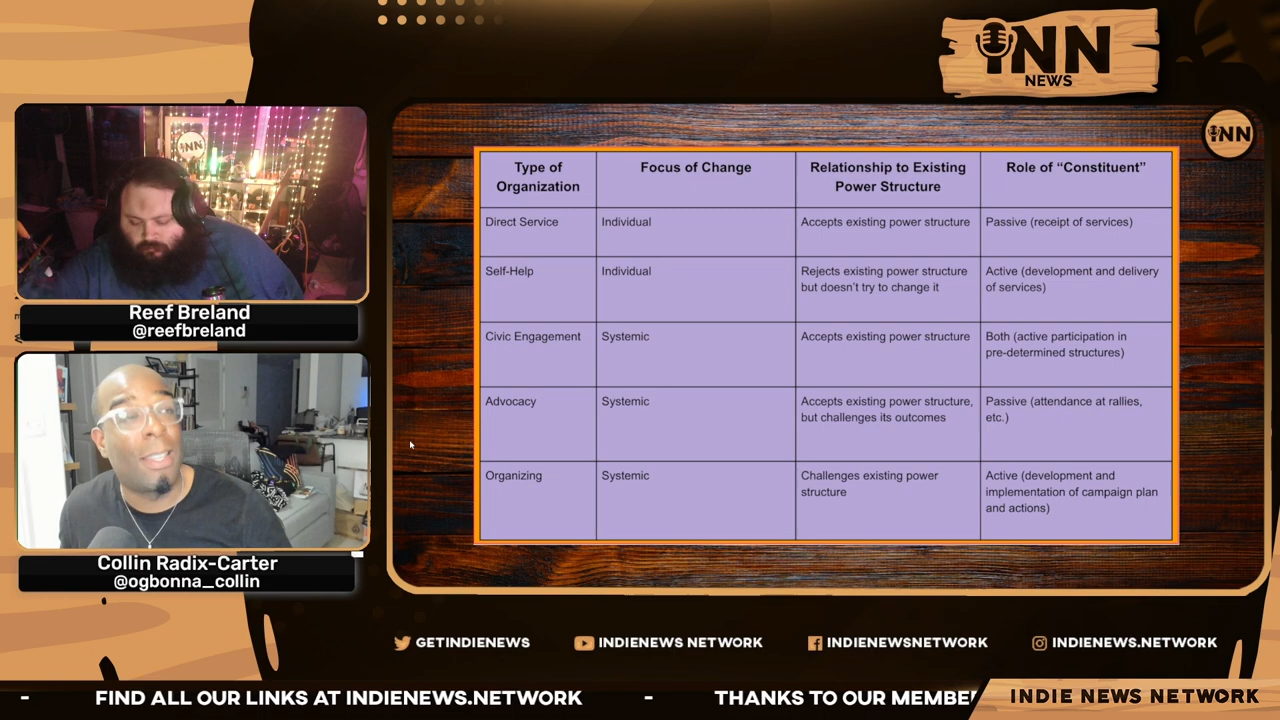 iNN
NEWS
iNN
iNN
Reef Breland
@reefbreland
Collin Radix-Carter
@ogbonna_collin
Type of
Organization
Focus of Change
Relationship to Existing
Power Structure
Role of “Constituent”
Direct Service
Individual
Accepts existing power structure
Passive (receipt of services)
Self-Help
Individual
Rejects existing power structure
but doesn’t try to change it
Active (development and delivery
of services)
Civic Engagement
Systemic
Accepts existing power structure
Both (active participation in
pre-determined structures)
Advocacy
Systemic
Accepts existing power structure,
but challenges its outcomes
Passive (attendance at rallies,
etc.)
Organizing
Systemic
Challenges existing power
structure
Active (development and
implementation of campaign plan
and actions)
GETINDIENEWS
INDIENEWS NETWORK
INDIENEWSNETWORK
INDIENEWS.NETWORK
- FIND ALL OUR LINKS AT INDIENEWS.NETWORK - THANKS TO OUR MEMBE
INDIE NEWS NETWORK